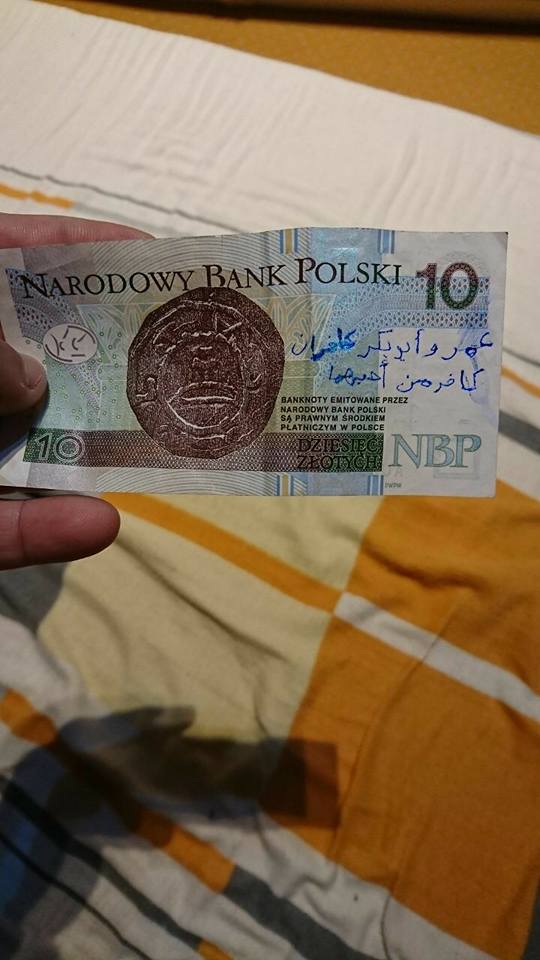 NARODOWY BANK POLSKI 10
عمر و أبو بكر كافران
كافر من أحبهما
BANKNOTY EMITOWANE PRZEZ
NARODOWY BANK POLSKI
SĄ PRAWNYM ŚRODKIEM
PŁATNICZYM W POLSCE
10 DZIESIĘĆ
ZŁOTYCH NBP
PWPW